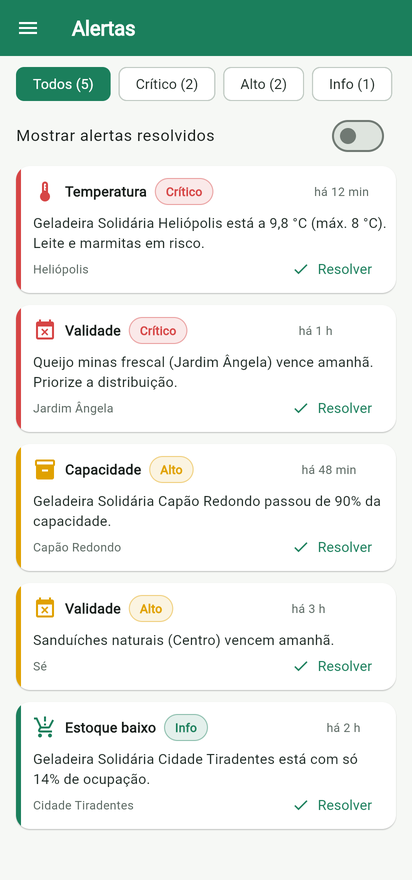 Alertas
Todos (5)
Crítico (2)
Alto (2)
Info (1)
Mostrar alertas resolvidos
Temperatura
Crítico
há 12 min
Geladeira Solidária Heliópolis está a 9,8 °C (máx. 8 °C).
Leite e marmitas em risco.
Heliópolis
Resolver
Validade
Crítico
há 1 h
Queijo minas frescal (Jardim Ângela) vence amanhã.
Priorize a distribuição.
Jardim Ângela
Resolver
Capacidade
Alto
há 48 min
Geladeira Solidária Capão Redondo passou de 90% da
capacidade.
Capão Redondo
Resolver
Validade
Alto
há 3 h
Sanduíches naturais (Centro) vencem amanhã.
Sé
Resolver
Estoque baixo
Info
há 2 h
Geladeira Solidária Cidade Tiradentes está com só
14% de ocupação.
Cidade Tiradentes
Resolver